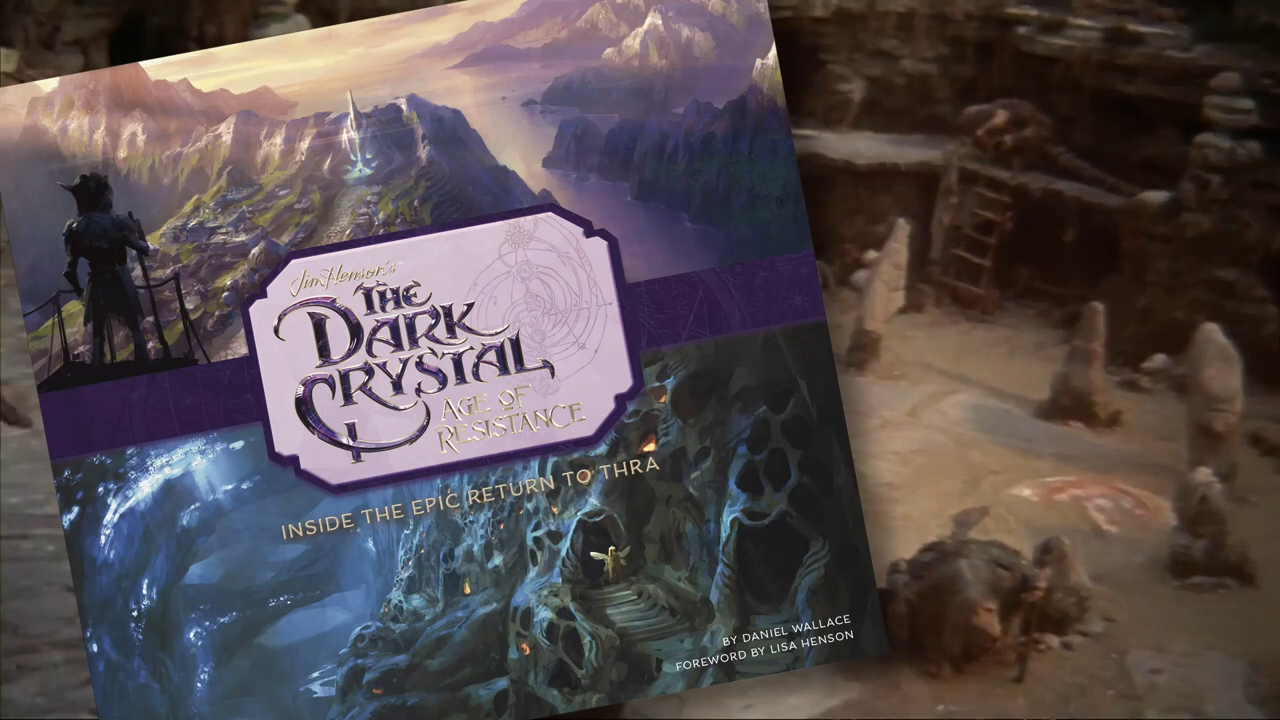 Jim Henson's
THE
DARK
CRYSTAL
AGE OF
RESISTANCE
INSIDE THE EPIC RETURN TO THRA
BY DANIEL WALLACE
FOREWORD BY LISA HENSON